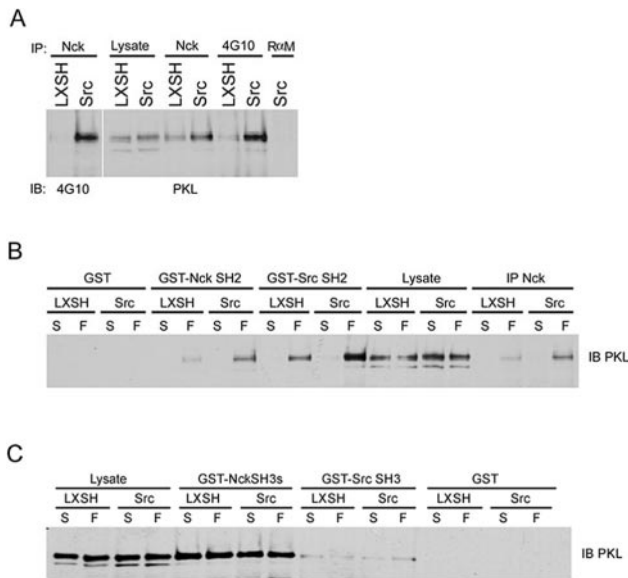 A
IP: Nck Lysate Nck 4G10 RαM
LXSH Src LXSH Src LXSH Src LXSH Src Src
IB: 4G10 PKL
B
GST GST-Nck SH2 GST-Src SH2 Lysate IP Nck
LXSH Src LXSH Src LXSH Src LXSH Src LXSH Src
S F S F S F S F S F S F S F S F S F S F
IB PKL
C
Lysate GST-NckSH3s GST-Src SH3 GST
LXSH Src LXSH Src LXSH Src LXSH Src
S F S F S F S F S F S F S F S F
IB PKL